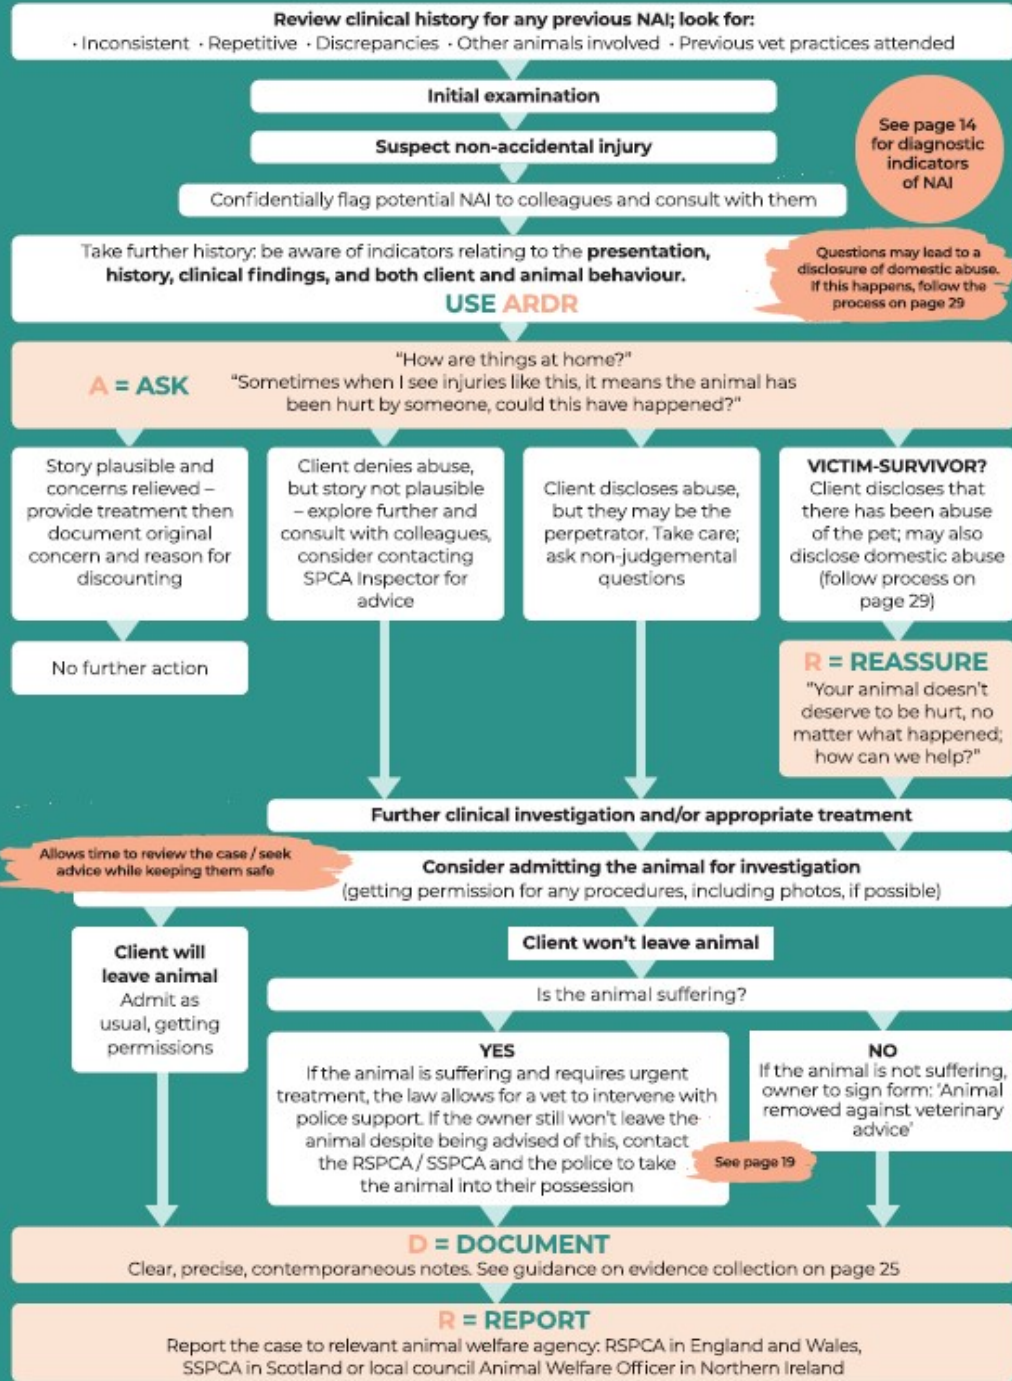 Review clinical history for any previous NAI; look for:
· Inconsistent · Repetitive · Discrepancies · Other animals involved · Previous vet practices attended
Initial examination
Suspect non-accidental injury
See page 14
for diagnostic
indicators
of NAI
Confidentially flag potential NAI to colleagues and consult with them
Take further history: be aware of indicators relating to the presentation,
history, clinical findings, and both client and animal behaviour.
USE ARDR
Questions may lead to a
disclosure of domestic abuse.
If this happens, follow the
process on page 29
A = ASK
"How are things at home?"
"Sometimes when I see injuries like this, it means the animal has
been hurt by someone, could this have happened?"
Story plausible and
concerns relieved –
provide treatment then
document original
concern and reason for
discounting
Client denies abuse,
but story not plausible
– explore further and
consult with colleagues,
consider contacting
SPCA Inspector for
advice
Client discloses abuse,
but they may be the
perpetrator. Take care;
ask non-judgemental
questions
VICTIM-SURVIVOR?
Client discloses that
there has been abuse
of the pet; may also
disclose domestic abuse
(follow process on
page 29)
No further action
R = REASSURE
"Your animal doesn't
deserve to be hurt, no
matter what happened;
how can we help?"
Further clinical investigation and/or appropriate treatment
Allows time to review the case / seek
advice while keeping them safe
Consider admitting the animal for investigation
(getting permission for any procedures, including photos, if possible)
Client will
leave animal
Admit as
usual, getting
permissions
Client won't leave animal
Is the animal suffering?
YES
If the animal is suffering and requires urgent
treatment, the law allows for a vet to intervene with
police support. If the owner still won't leave the
animal despite being advised of this, contact
the RSPCA / SSPCA and the police to take
the animal into their possession
See page 19
NO
If the animal is not suffering,
owner to sign form: 'Animal
removed against veterinary
advice'
D = DOCUMENT
Clear, precise, contemporaneous notes. See guidance on evidence collection on page 25
R = REPORT
Report the case to relevant animal welfare agency: RSPCA in England and Wales,
SSPCA in Scotland or local council Animal Welfare Officer in Northern Ireland